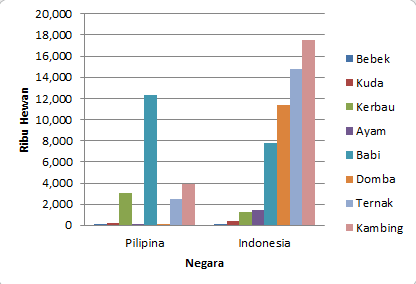 20,000
18,000
16,000
14,000
12,000
10,000
8,000
6,000
4,000
2,000
0
Ribu Hewan
Pilipina
Indonesia
Negara
Bebek
Kuda
Kerbau
Ayam
Babi
Domba
Ternak
Kambing